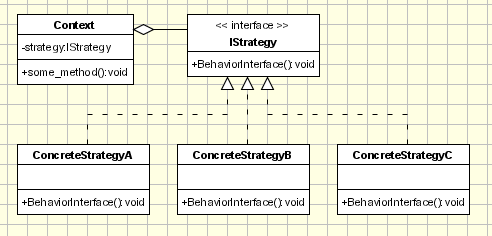 Context
-strategy:IStrategy
+some_method():void
<< interface >>
IStrategy
+BehaviorInterface():void
ConcreteStrategyA
+BehaviorInterface():void
ConcreteStrategyB
+BehaviorInterface():void
ConcreteStrategyC
+BehaviorInterface():void